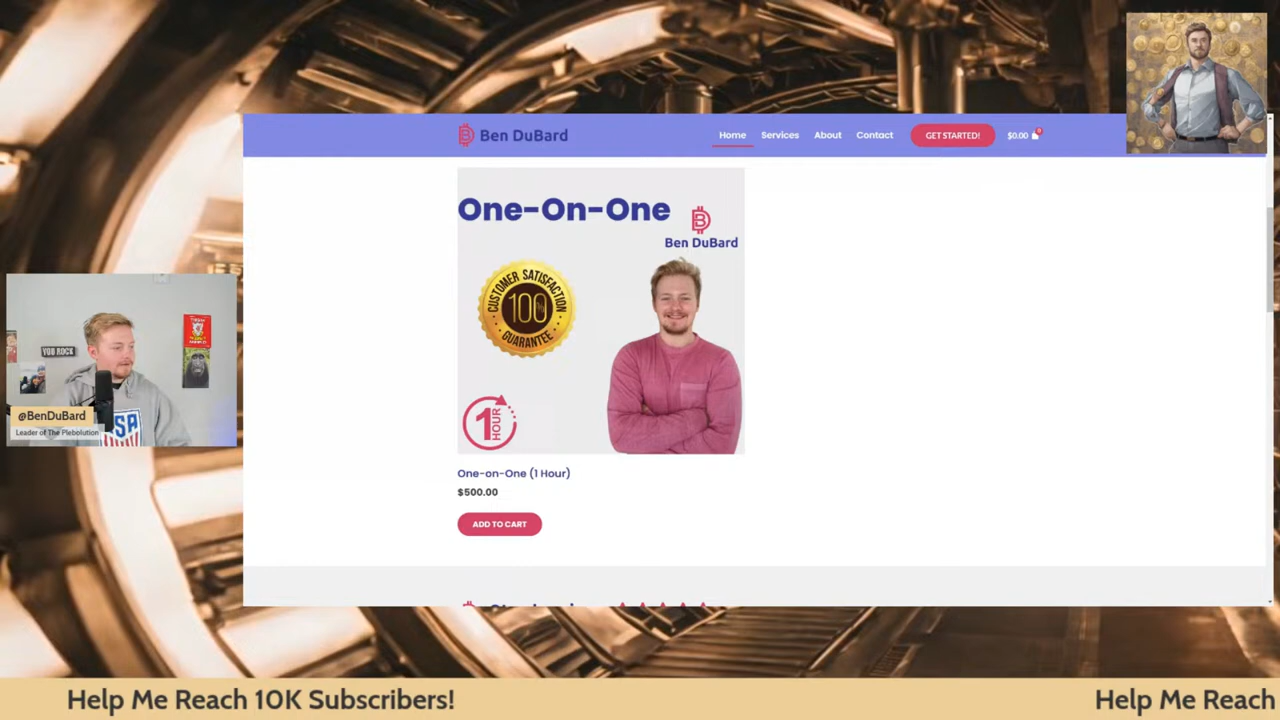 Ben DuBard
Home Services About Contact GET STARTED! $0.00 0
One-On-One
Ben DuBard
CUSTOMER SATISFACTION
100%
GUARANTEE
1 HOUR
One-on-One (1 Hour)
$500.00
ADD TO CART
YOU ROCK
@BenDuBard
Leader of The Plebolution
USA
Help Me Reach 10K Subscribers!
Help Me Reach